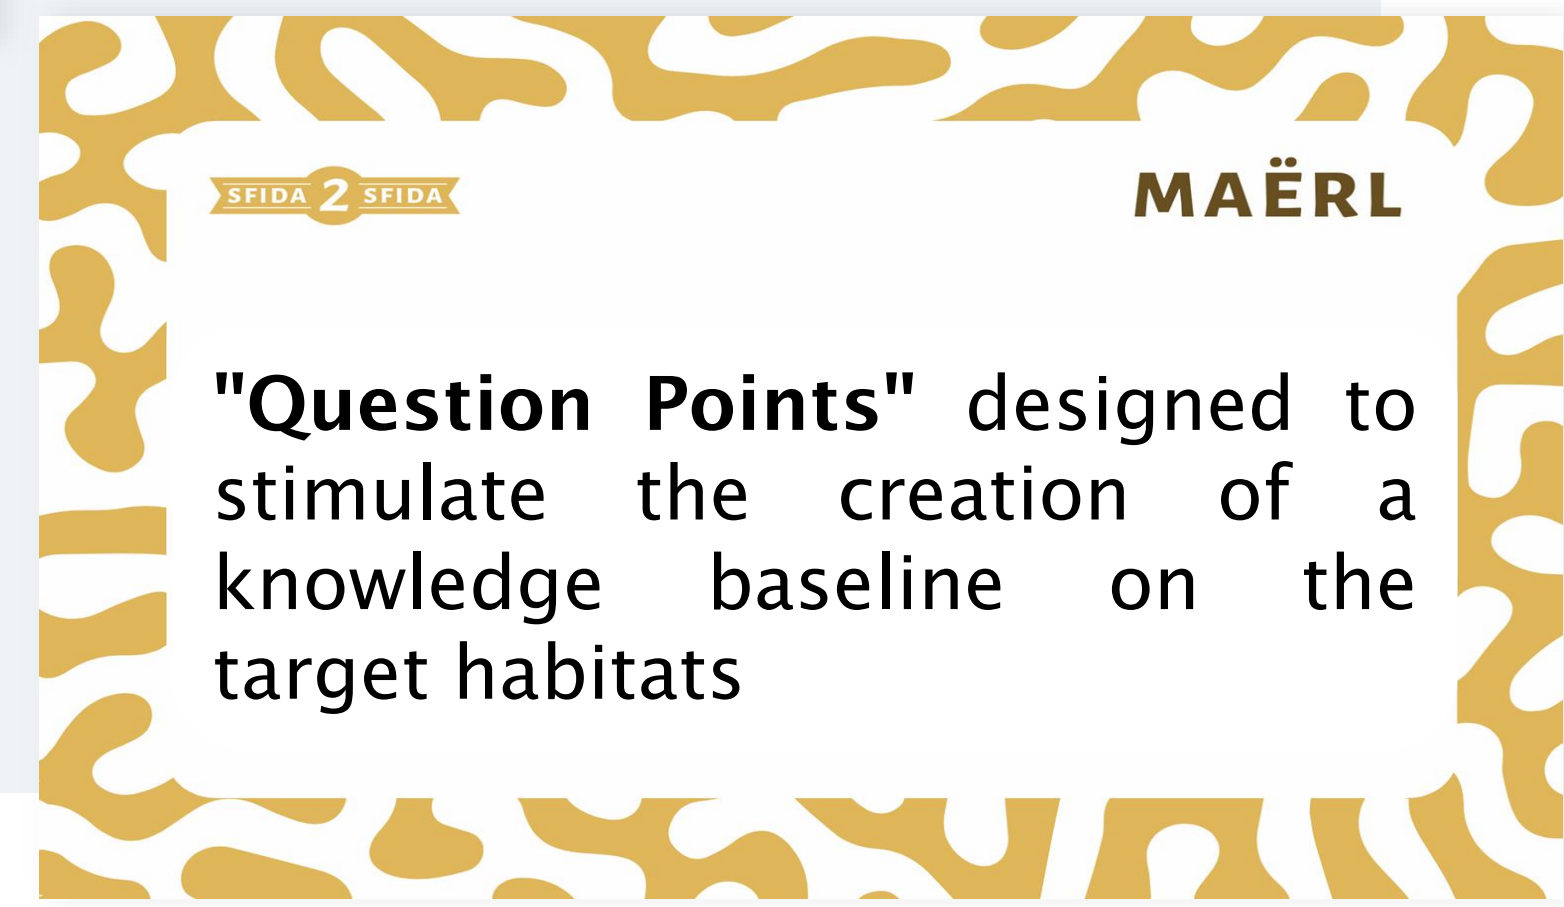 SFIDA 2 SFIDA
MAËRL
"Question Points" designed to
stimulate the creation of a
knowledge baseline on the
target habitats